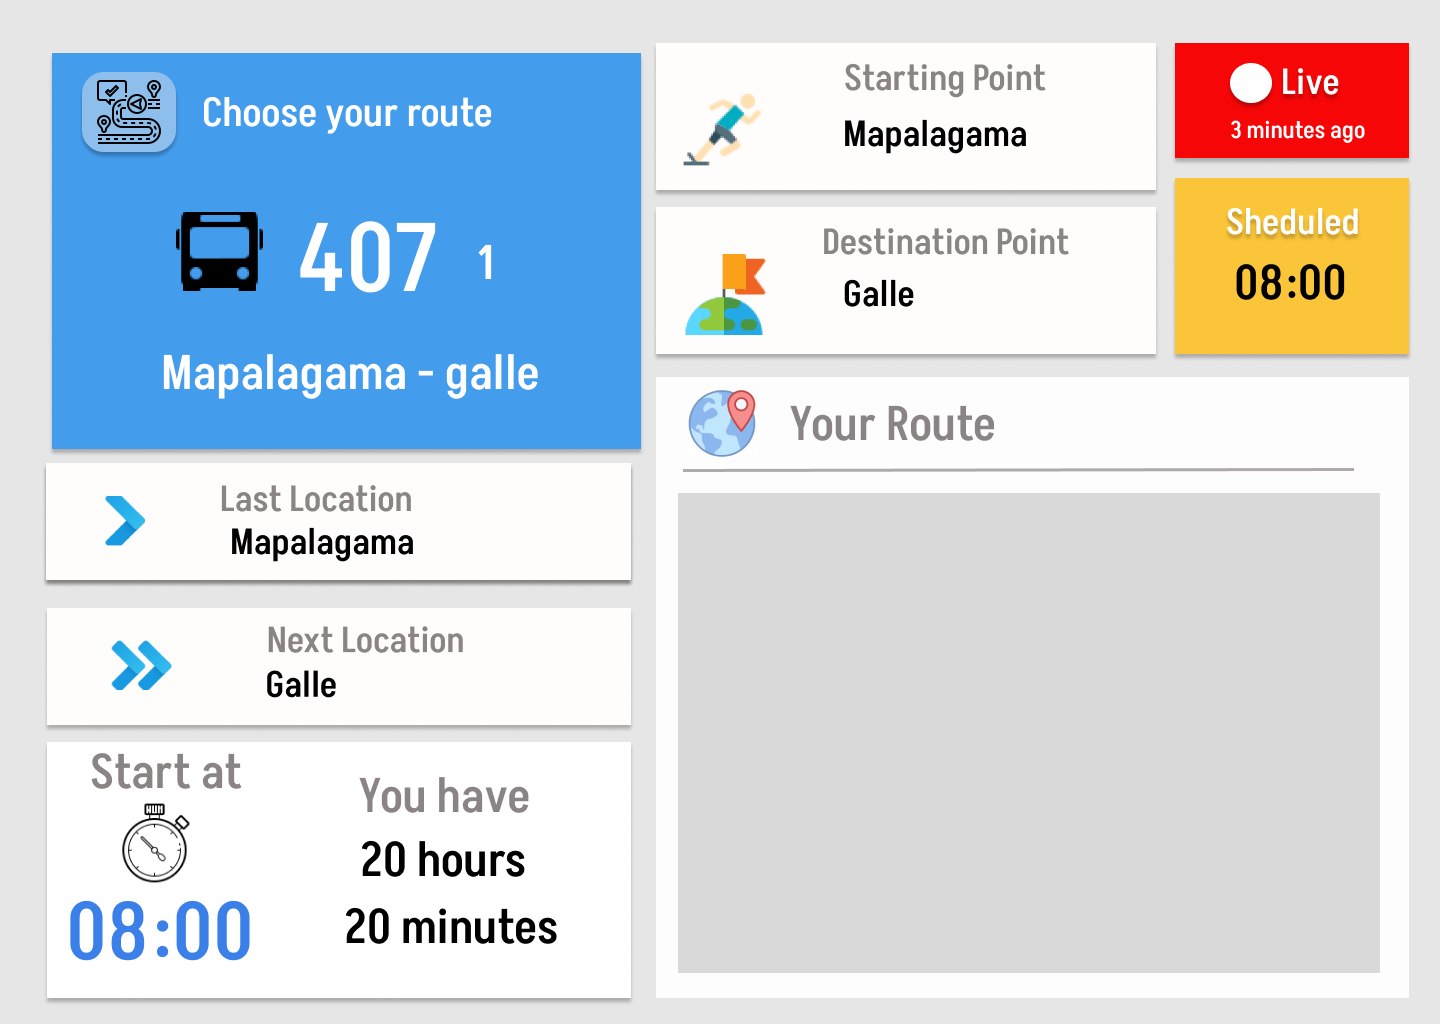 Choose your route
407 1
Mapalagama - galle
Last Location
Mapalagama
Next Location
Galle
Start at
08:00
You have
20 hours
20 minutes
Starting Point
Mapalagama
Destination Point
Galle
Live
3 minutes ago
Sheduled
08:00
Your Route